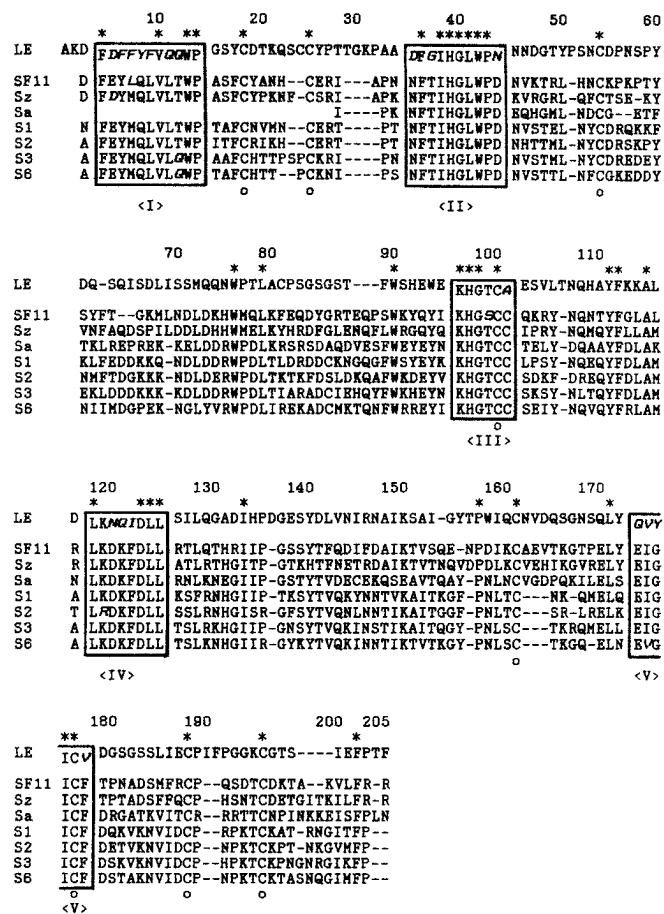 10 20 30 40 50 60
* * ** * * * ****** *
LE AKD FDFFYFVQQWP GSYCDTKQSCCYPTTGKPAA DFGIHGLWPN NNDGTYPSNCDPNSPY
SF11 D FEYLQLVLTWP ASFCYANH--CERI----APN NFTIHGLWPD NVKTRL-HNCKPKPTY
Sz D FDYMQLVLTWP ASFCYPKNF-CSRI----APK NFTIHGLWPD KVRGRL-QFCTSE-KY
Sa I----PK NFTIHGLWPD EQHGML-NDCG--ETF
S1 N FEYMQLVLTWP TAFCNVMN--CERT----PT NFTIHGLWPD NVSTEL-NYCDRQKKF
S2 A FEYMQLVLTWP ITFCRIKH--CERT----PT NFTIHGLWPD NHTTML-NYCDRSKPY
S3 A FEYMQLVLQWP AAFCHTTPSPCKRI----PN NFTIHGLWPD NVSTML-NYCDREDEY
S6 A FEYMQLVLQWP TAFCHTT--PCKNI----PS NFTIHGLWPD NVSTTL-NFCGKEDDY
o o o
<I> <II>
70 80 90 100 110
* * * **** ** *
LE DQ-SQISDLISSMQQNWPTLACPSGSGST---FWSHEWE KHGTCA ESVLTNQHAYFKKAL
SF11 SYFT--GKMLNDLDKHWMQLKFEQDYGRTEQPSWKYQYI KHGSCC QKRY-NQNTYFGLAL
Sz VNFAQDSPILDDLDHHWMELKYHRDFGLENQFLWRGQYQ KHGTCC IPRY-NQMQYFLLAM
Sa TKLREPREK-KELDDRWPDLKRSRSDAQDVESFWEYEYN KHGTCC TELY-DQAAYFDLAK
S1 KLFEDDKKQ-NDLDDRWPDLTLDRDDCKNGQGFWSYEYK KHGTCC LPSY-NQEQYFDLAM
S2 NMFTDGKKK-NDLDERWPDLTKTKFDSLDKQAFWKDEYV KHGTCC SDKF-DREQYFDLAM
S3 EKLDDDKKK-KDLDDRWPDLTIARADCIEHQYFWKHEYN KHGTCC SKSY-NLTQYFDLAM
S6 NIIMDGPEK-NGLYVRWPDLIREKADCMKTQNFWRREYI KHGTCC SEIY-NQVQYFRLAM
o
<III>
120 130 140 150 160 170
* *** * * * *
LE D LKNQIDLL SILQGADIHPDGESYDLVNIRNAIKSAI-GYTPWIQCNVDQSGNSQLY QVY
SF11 R LKDKFDLL RTLQTHRIIP-GSSYTFQDIFDAIKTVSQE-NPDIKCAEVTKGTPELY EIG
Sz R LKDKFDLL ATLRTHGITP-GTKHTFNETRDAIKTVTNQVDPDLKCVEHIKGVRELY EIG
Sa N LKDKFDLL RNLKNEGIIP-GSTYTVDECEKQSEAVTQAY-PNLNCVGDPQKILELS EIG
S1 A LKDKFDLL KSFRNHGIIP-TSYTVQKYNNTVKAITKGF-PNLTC---NK-QMELL EIG
S2 T LRDKFDLL SSLRNHGISR-GFSYTVQNLNNTIKAITGGF-PNLTC---SR-LRELK EIG
S3 A LKDKFDLL TSLRKHGIIP-GNSYTVQKINSTIKAITQGY-PNLSC---TKRQMELL EIG
S6 A LKDKFDLL TSLKNHGIIR-GYKYTVQKINNTIKTVTKGY-PNLSC---TKGQ-ELN EVG
o
<IV> <V>
180 190 200 205
** * * *
LE ICV DGSGSSLIECPIFPGGKCGTS----IEFPTF
SF11 ICF TPNADSMFRCP--QSDTCDKTA--KVLFR-R
Sz ICF TPTADSFFQCP--HSNTCDETGITKILFR-R
Sa ICF DRGATKVITCR--RRTTCNPINKKEISFPLN
S1 ICF DQKVKNVIDCP--RPKTCKAT-RNGITFP--
S2 ICF DETVKNVIDCP--NPKTCKPT-NKGVMFP--
S3 ICF DSKVKNVIDCP--HPKTCKPNGNRGIKFP--
S6 ICF DSTAKNVIDCP--NPKTCKTASNQGIMFP--
o o o
<V>